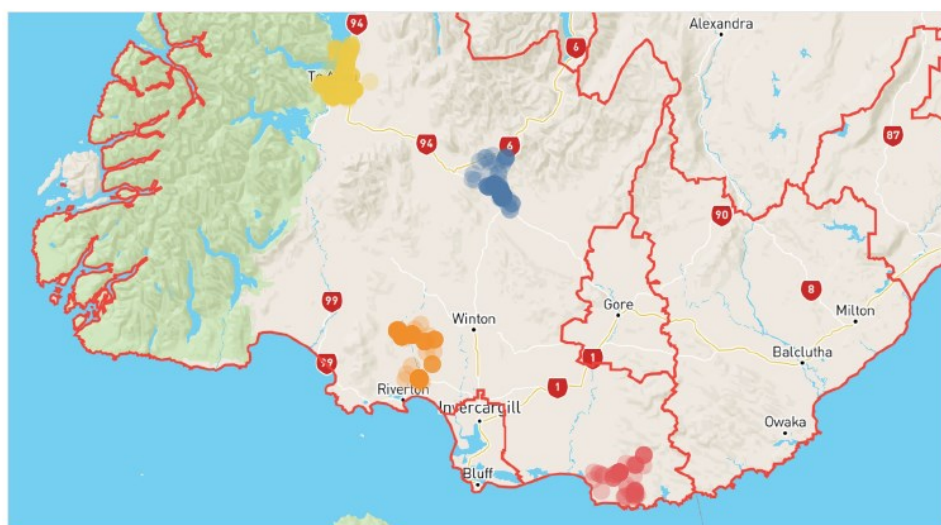 94
Alexandra
6
Te A
94
6
87
90
99
8
Gore
Milton
Winton
99
1
Balclutha
Riverton
1
Invercargill
Owaka
Bluff